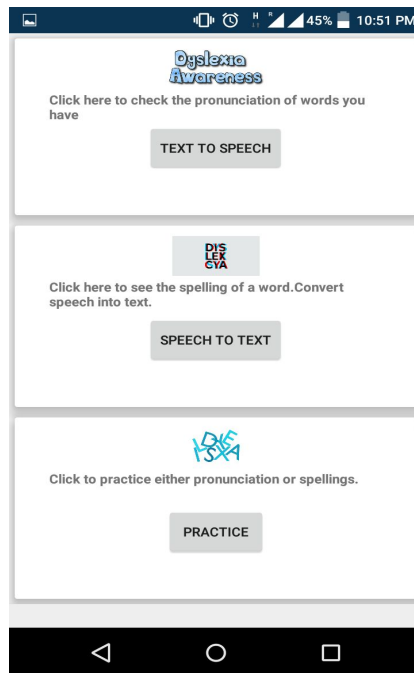 H R 45% 10:51 PM
Dyslexia
Awareness
Click here to check the pronunciation of words you
have
TEXT TO SPEECH
DIS
LEX
CYA
Click here to see the spelling of a word.Convert
speech into text.
SPEECH TO TEXT
Click to practice either pronunciation or spellings.
PRACTICE